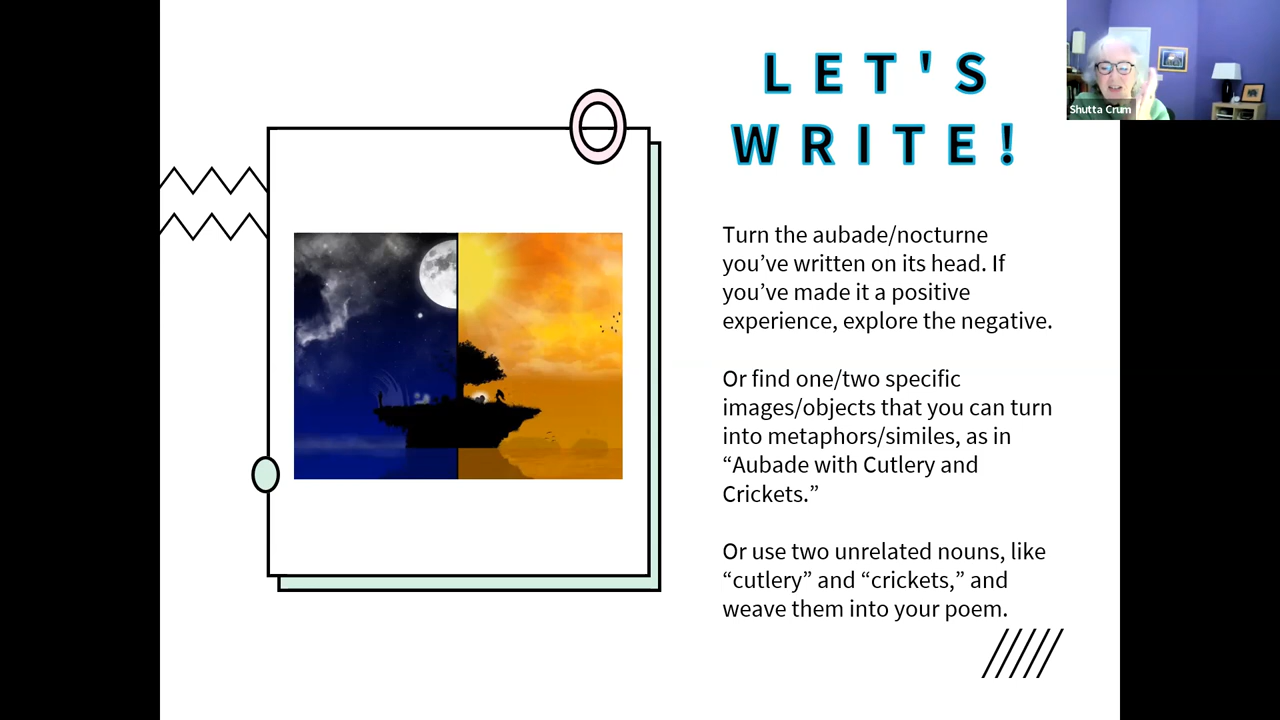 LET'S
WRITE!
Shutta Crum
Turn the aubade/nocturne
you’ve written on its head. If
you’ve made it a positive
experience, explore the negative.
Or find one/two specific
images/objects that you can turn
into metaphors/similes, as in
“Aubade with Cutlery and
Crickets.”
Or use two unrelated nouns, like
“cutlery” and “crickets,” and
weave them into your poem.